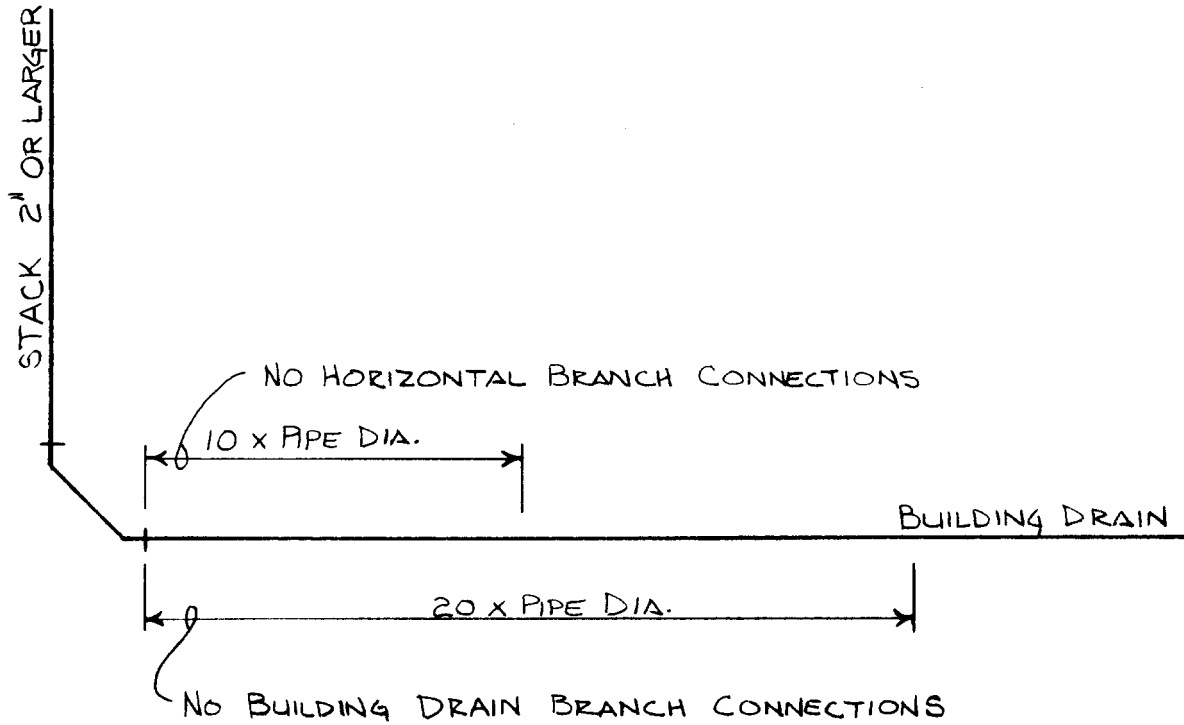 STACK 2" OR LARGER
NO HORIZONTAL BRANCH CONNECTIONS
10 X PIPE DIA.
BUILDING DRAIN
20 X PIPE DIA.
NO BUILDING DRAIN BRANCH CONNECTIONS